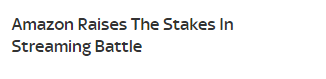 Amazon Raises The Stakes In
Streaming Battle